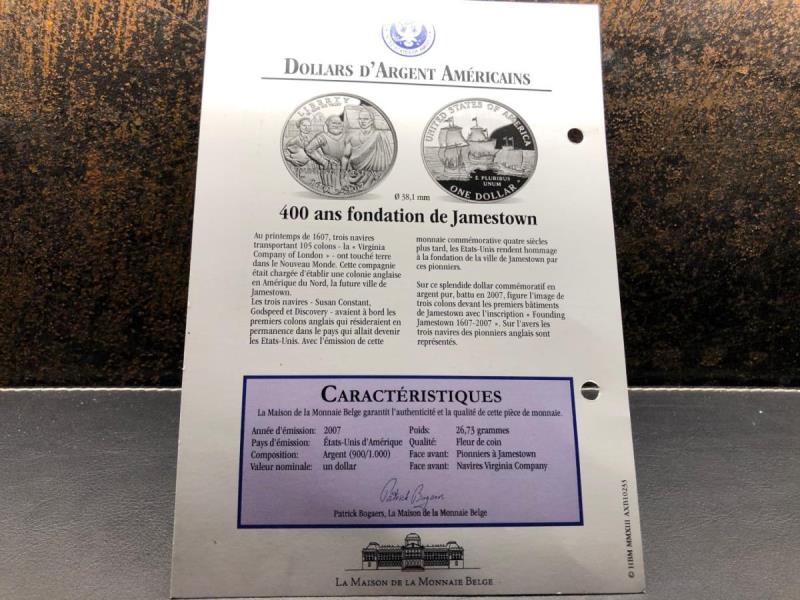 DOLLARS D'ARGENT AMÉRICAINS
LIBERTY
UNITED STATES OF AMERICA
E PLURIBUS
UNUM
ONE DOLLAR
Ø 38,1 mm
400 ans fondation de Jamestown
Au printemps de 1607, trois navires
transportant 105 colons - la « Virginia
Company of London » - ont touché terre
dans le Nouveau Monde. Cette compagnie
était chargée d'établir une colonie anglaise
en Amérique du Nord, la future ville de
Jamestown.
Les trois navires - Susan Constant,
Godspeed et Discovery - avaient à bord les
premiers colons anglais qui résideraient en
permanence dans le pays qui allait devenir
les Etats-Unis. Avec l'émission de cette
monnaie commémorative quatre siècles
plus tard, les Etats-Unis rendent hommage
à la fondation de la ville de Jamestown par
ces pionniers.
Sur ce splendide dollar commémoratif en
argent pur, battu en 2007, figure l'image de
trois colons devant les premiers bâtiments
de Jamestown avec l'inscription « Founding
Jamestown 1607-2007 ». Sur l'avers les
trois navires des pionniers anglais sont
représentés.
CARACTÉRISTIQUES
La Maison de la Monnaie Belge garantit l'authenticité et la qualité de cette pièce de monnaie.
Année d'émission: 2007 Poids: 26,73 grammes
Pays d'émission: États-Unis d'Amérique Qualité: Fleur de coin
Composition: Argent (900/1.000) Face avant: Pionniers à Jamestown
Valeur nominale: un dollar Face avant: Navires Virginia Company
Patrick Bogaers
Patrick Bogaers, La Maison de la Monnaie Belge
LA MAISON DE LA MONNAIE BELGE
© HBM MMXIII AXB10233